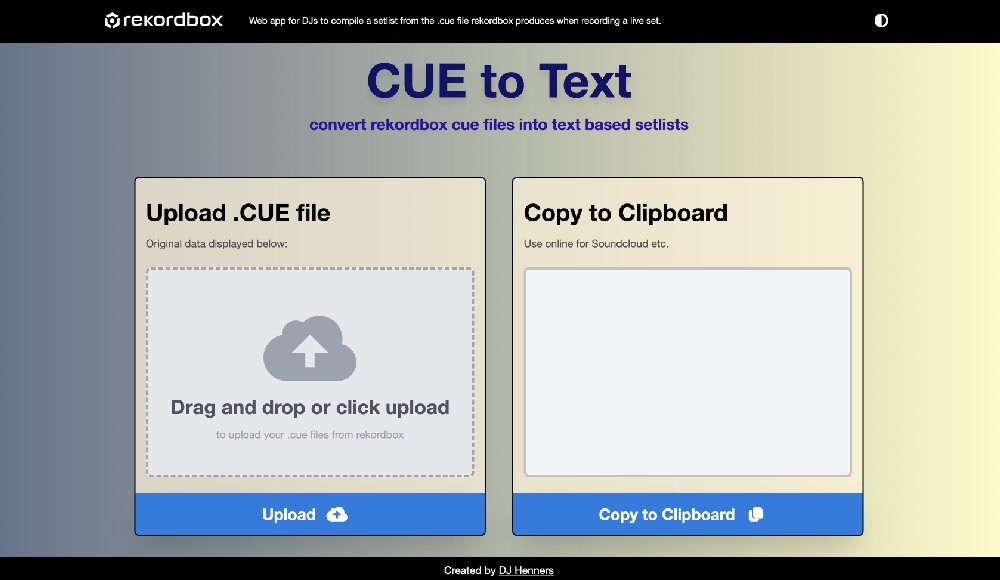 rekordbox
Web app for DJs to compile a setlist from the .cue file rekordbox produces when recording a live set.
CUE to Text
convert rekordbox cue files into text based setlists
Upload .CUE file
Original data displayed below:
Drag and drop or click upload
to upload your .cue files from rekordbox
Upload
Copy to Clipboard
Use online for Soundcloud etc.
Copy to Clipboard
Created by DJ Henners